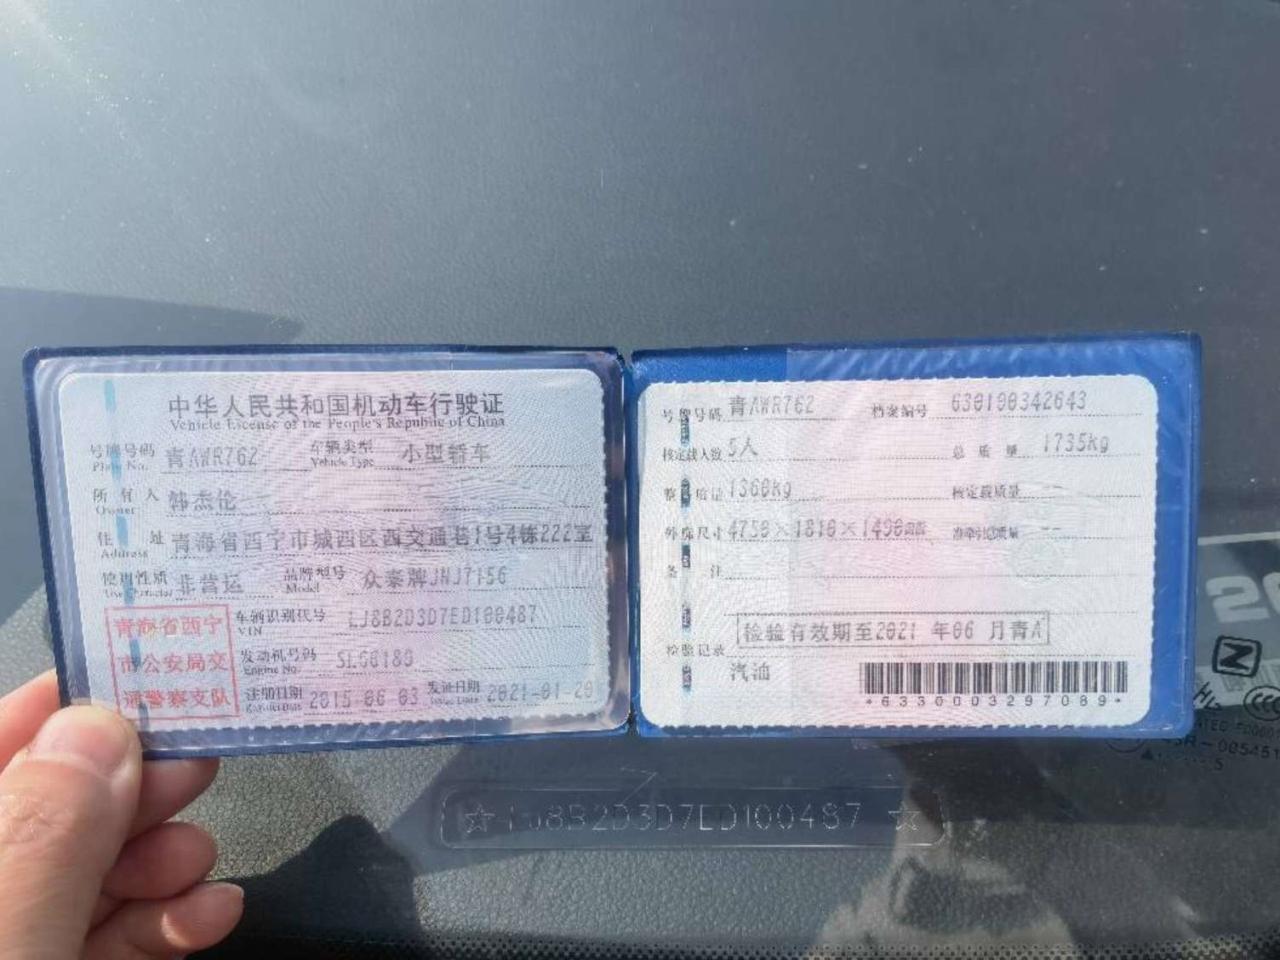 中华人民共和国机动车行驶证
Vehicle License of the People's Republic of China
号牌号码 青AWR762 车辆类型 小型轿车
Plate No. Vehicle Type
所有人 韩杰伦
Owner
住址 青海省西宁市城西区西交通巷1号4栋222室
Address
使用性质 非营运 品牌型号 众泰牌JNJ7156
Use Character Model
青海省西宁
市公安局交
通警察支队
车辆识别代号 LJ8B2D3D7ED100487
VIN
发动机号码 SL60180
Engine No.
注册日期 2015-06-03 发证日期 2021-01-20
Register Date Issue Date
号牌号码 青AWR762 档案编号 630100342643
核定载人数 5人 总质量 1735kg
整备质量 1360kg 核定载质量 --
外廓尺寸 4750×1810×1490mm 准牵引总质量 --
备注
检验有效期至2021年06月青A
检验记录
汽油
*6330003297089*
☆LJ8B2D3D7ED100487☆